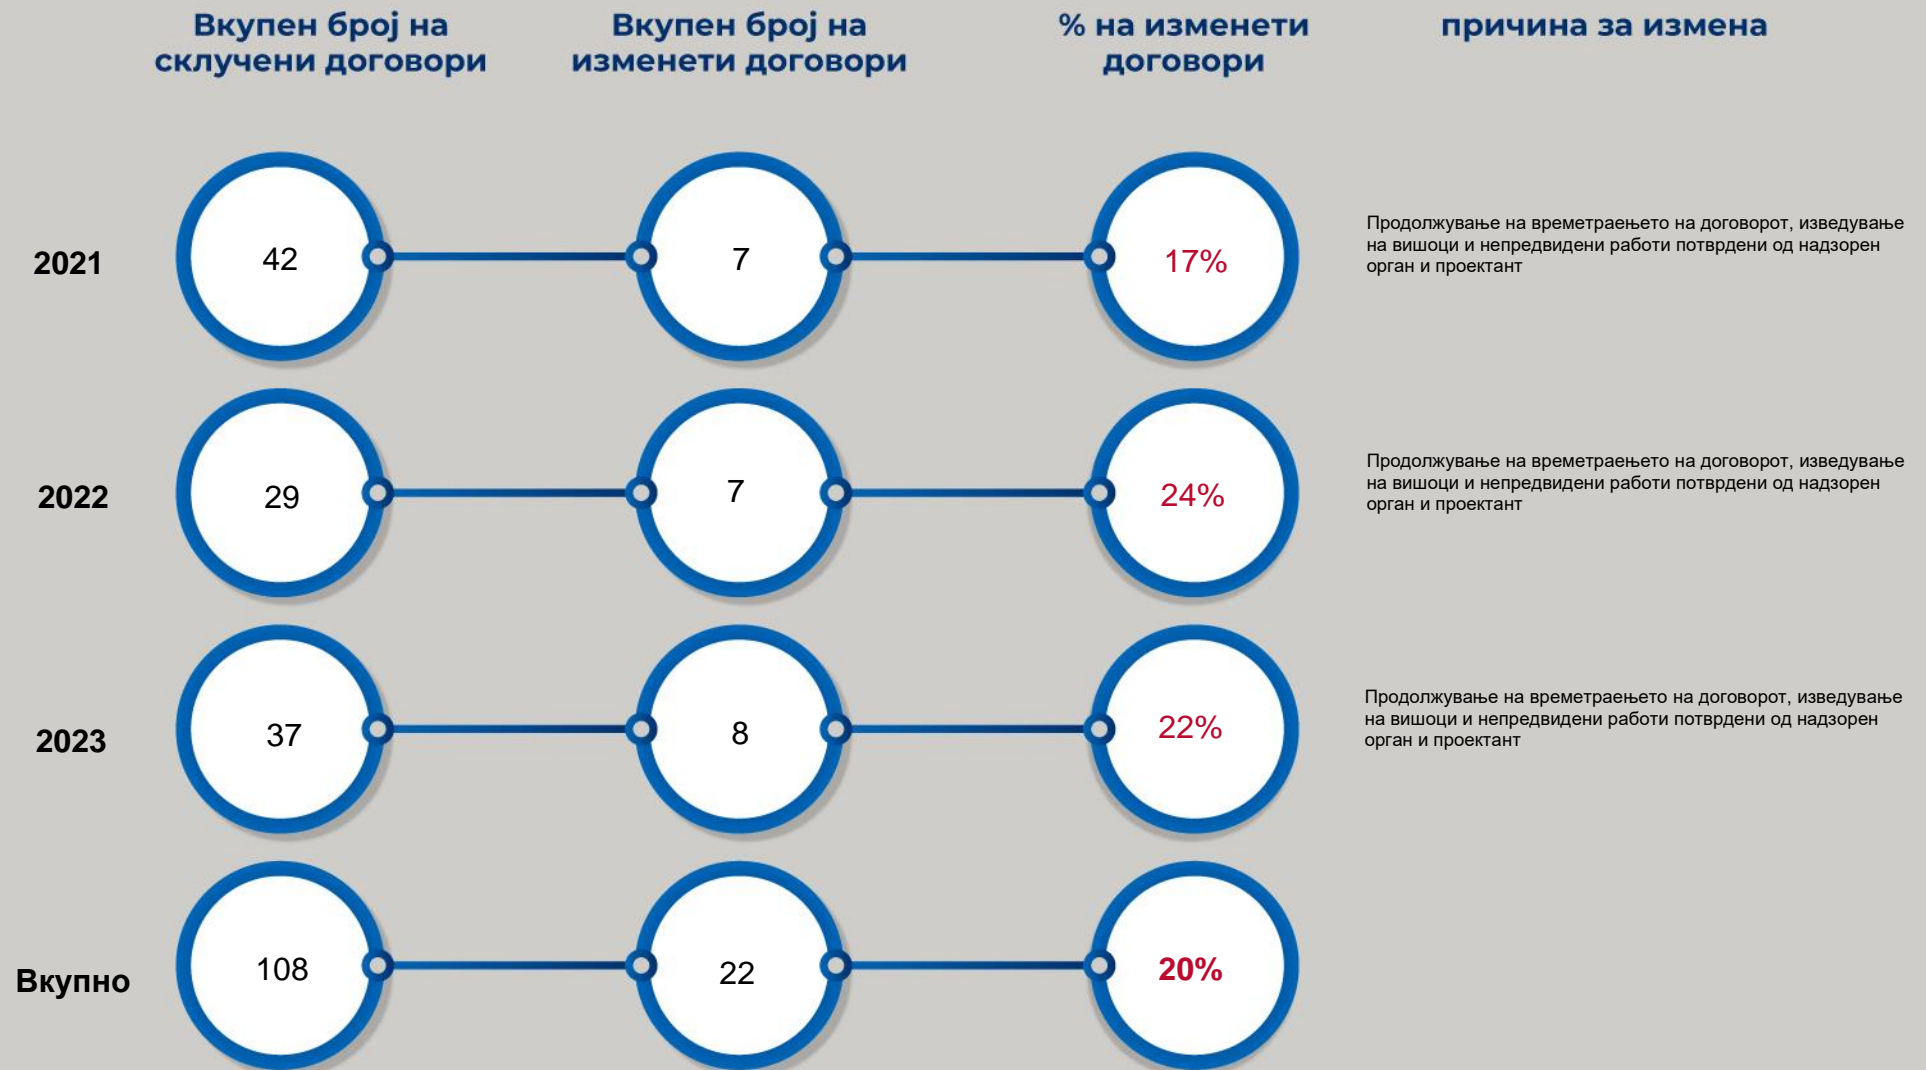 Вкупен број на
склучени договори
Вкупен број на
изменети договори
% на изменети
договори
причина за измена
2021
42
7
17%
Продолжување на времетраењето на договорот, изведување
на вишоци и непредвидени работи потврдени од надзорен
орган и проектант
2022
29
7
24%
Продолжување на времетраењето на договорот, изведување
на вишоци и непредвидени работи потврдени од надзорен
орган и проектант
2023
37
8
22%
Продолжување на времетраењето на договорот, изведување
на вишоци и непредвидени работи потврдени од надзорен
орган и проектант
Вкупно
108
22
20%